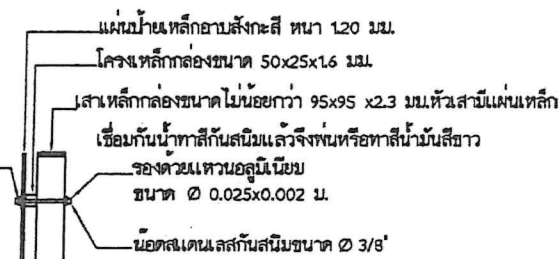 แผ่นป้ายเหล็กอาบสังกะสี หนา 1.20 มม.
โครงเหล็กกล่องขนาด 50x25x1.6 มม.
เสาเหล็กกล่องขนาดไม่น้อยกว่า 95x95 x2.3 มม.หัวเสามีแผ่นเหล็ก
เชื่อมกันน้ำทาสีกันสนิมแล้วจึงพ่นหรือทาสีน้ำมันสีขาว
รองด้วยแหวนอลูมิเนียม
ขนาด Ø 0.025x0.002 ม.
น๊อตสแตนเลสกันสนิมขนาด Ø 3/8"